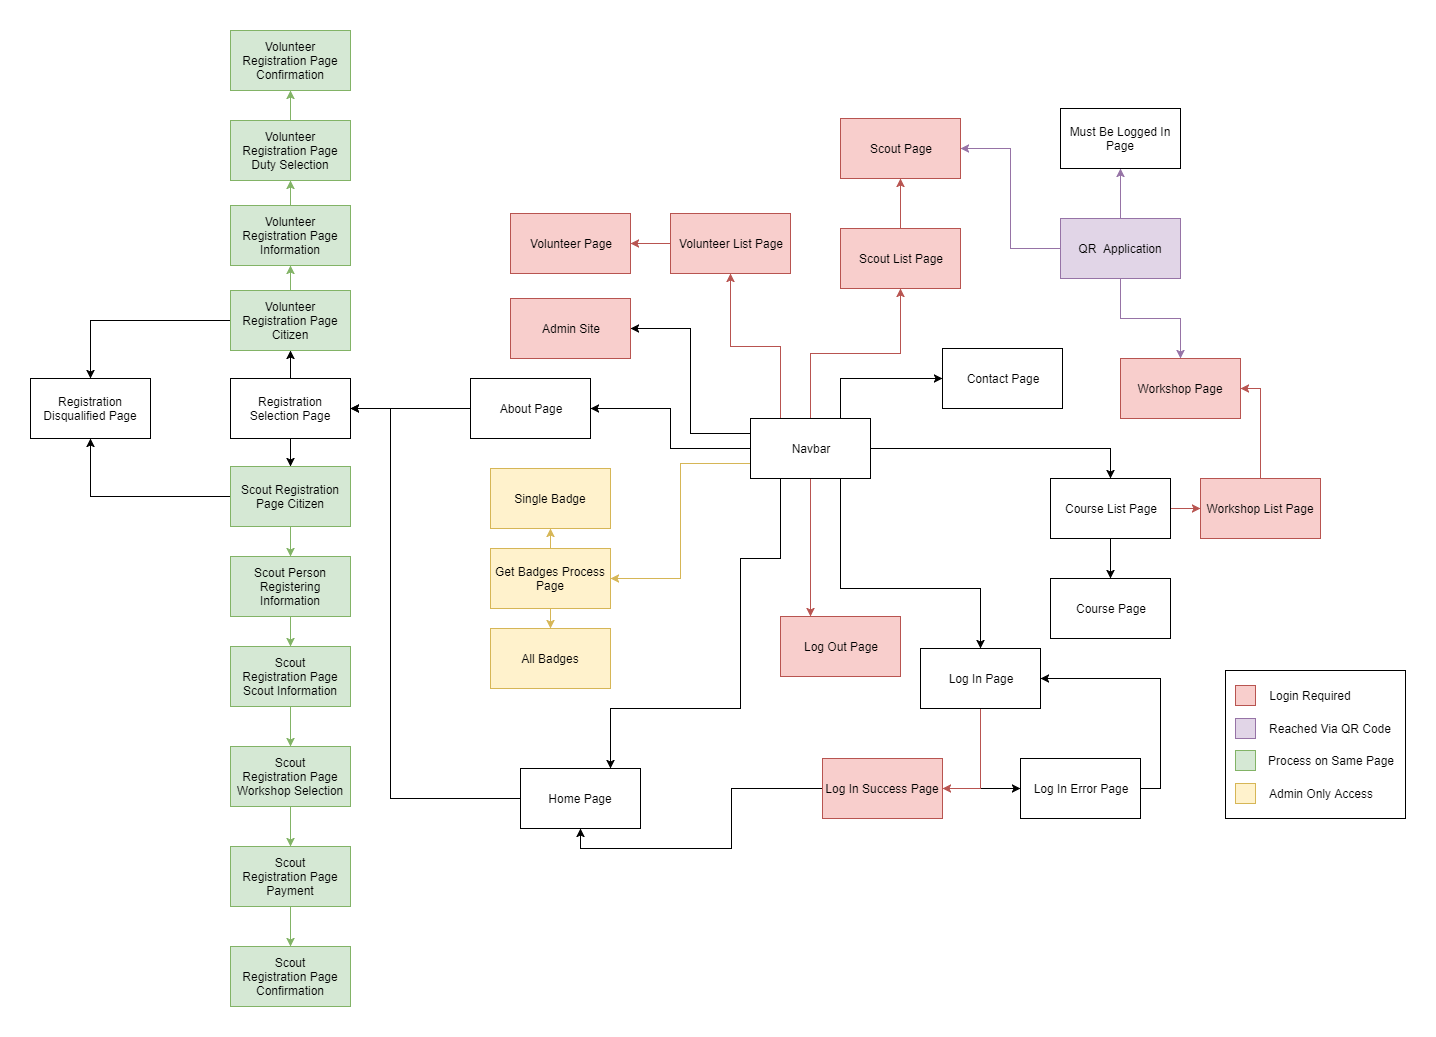 Volunteer
Registration Page
Confirmation
Volunteer
Registration Page
Duty Selection
Volunteer
Registration Page
Information
Volunteer
Registration Page
Citizen
Registration
Disqualified Page
Registration
Selection Page
Scout Registration
Page Citizen
Scout Person
Registering
Information
Scout
Registration Page
Scout Information
Scout
Registration Page
Workshop Selection
Scout
Registration Page
Payment
Scout
Registration Page
Confirmation
Volunteer Page
Volunteer List Page
Admin Site
About Page
Single Badge
Get Badges Process
Page
All Badges
Home Page
Scout Page
Scout List Page
Must Be Logged In
Page
QR Application
Contact Page
Workshop Page
Navbar
Course List Page
Workshop List Page
Course Page
Log Out Page
Log In Page
Log In Success Page
Log In Error Page
Login Required
Reached Via QR Code
Process on Same Page
Admin Only Access